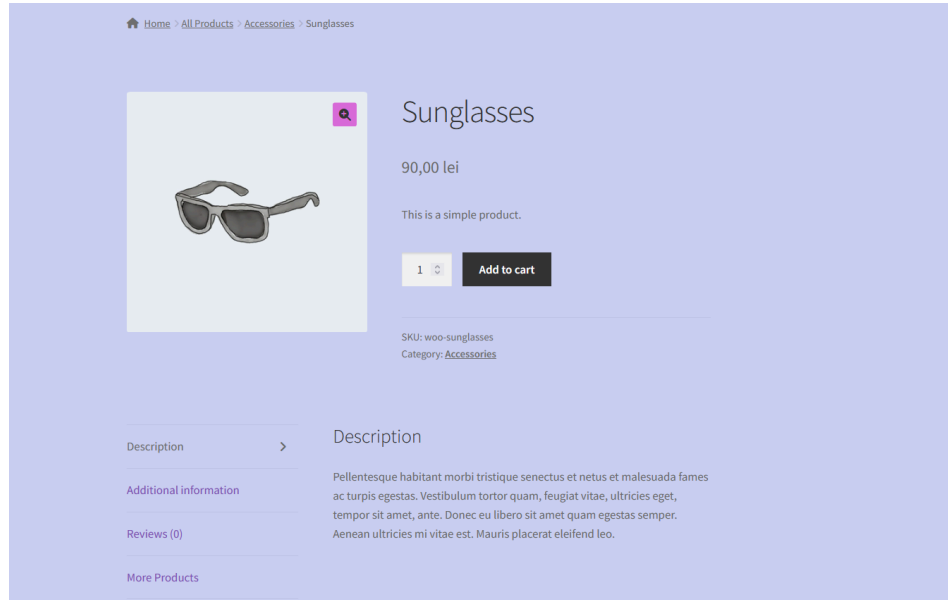 Home > All Products > Accessories > Sunglasses
Sunglasses
90,00 lei
This is a simple product.
1
Add to cart
SKU: woo-sunglasses
Category: Accessories
Description
Additional information
Reviews (0)
More Products
Description
Pellentesque habitant morbi tristique senectus et netus et malesuada fames
ac turpis egestas. Vestibulum tortor quam, feugiat vitae, ultricies eget,
tempor sit amet, ante. Donec eu libero sit amet quam egestas semper.
Aenean ultricies mi vitae est. Mauris placerat eleifend leo.